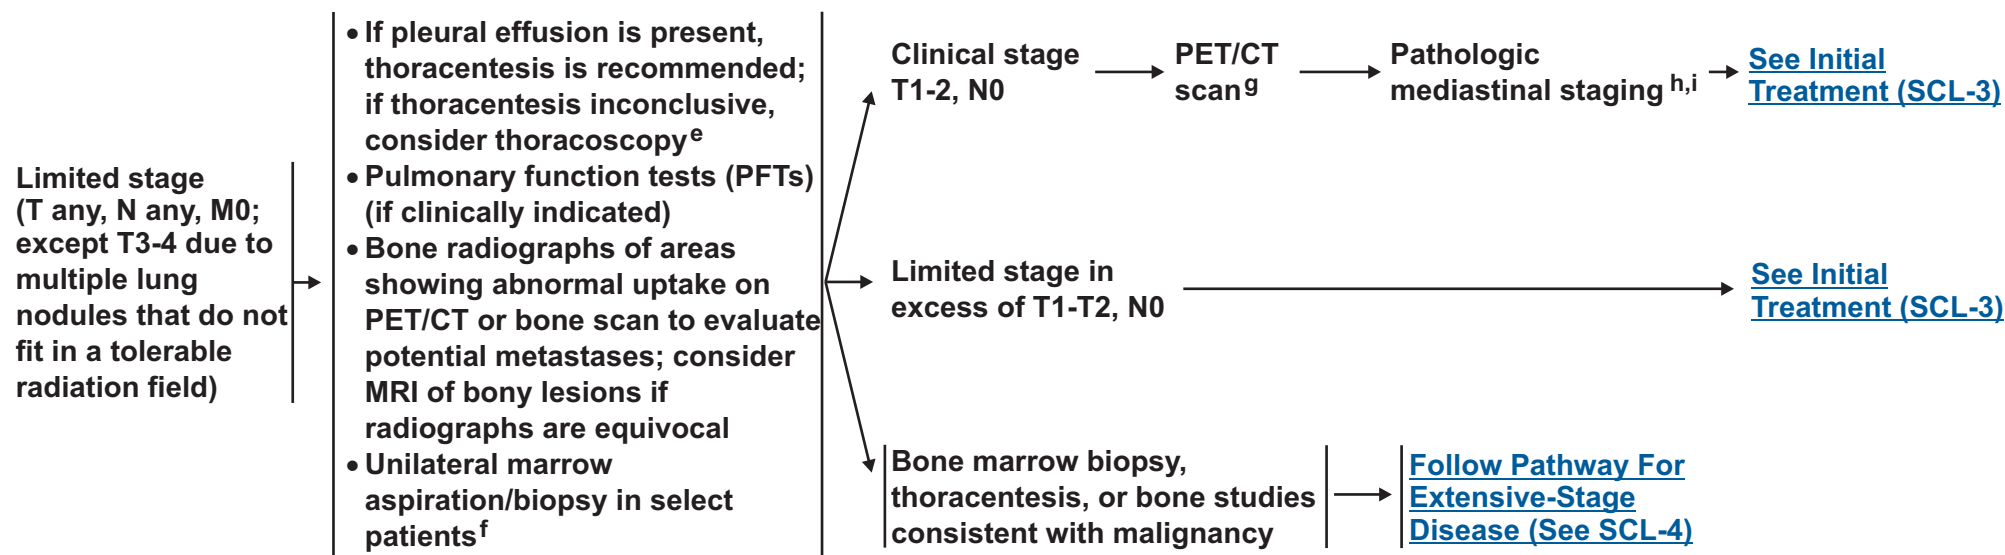 Limited stage
(T any, N any, M0;
except T3-4 due to
multiple lung
nodules that do not
fit in a tolerable
radiation field)
• If pleural effusion is present,
thoracentesis is recommended;
if thoracentesis inconclusive,
consider thoracoscopy e
• Pulmonary function tests (PFTs)
(if clinically indicated)
• Bone radiographs of areas
showing abnormal uptake on
PET/CT or bone scan to evaluate
potential metastases; consider
MRI of bony lesions if
radiographs are equivocal
• Unilateral marrow
aspiration/biopsy in select
patients f
Clinical stage
T1-2, N0
PET/CT
scan g
Pathologic
mediastinal staging h,i
See Initial
Treatment (SCL-3)
Limited stage in
excess of T1-T2, N0
See Initial
Treatment (SCL-3)
Bone marrow biopsy,
thoracentesis, or bone studies
consistent with malignancy
Follow Pathway For
Extensive-Stage
Disease (See SCL-4)